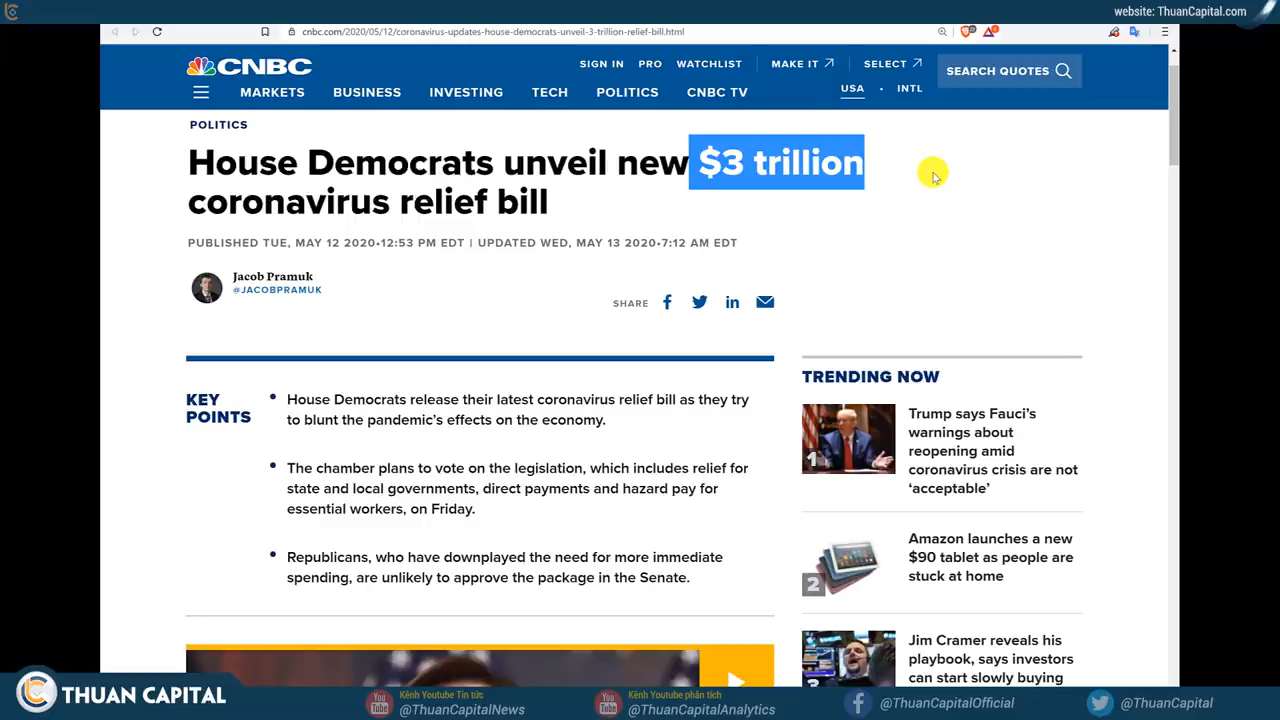 website: ThuanCapital.com
cnbc.com/2020/05/12/coronavirus-updates-house-democrats-unveil-3-trillion-relief-bill.html
CNBC
SIGN IN PRO WATCHLIST MAKE IT SELECT
SEARCH QUOTES
USA • INTL
MARKETS BUSINESS INVESTING TECH POLITICS CNBC TV
POLITICS
House Democrats unveil new $3 trillion
coronavirus relief bill
PUBLISHED TUE, MAY 12 2020•12:53 PM EDT | UPDATED WED, MAY 13 2020•7:12 AM EDT
Jacob Pramuk
@JACOBPRAMUK
SHARE
KEY
POINTS
• House Democrats release their latest coronavirus relief bill as they try
to blunt the pandemic's effects on the economy.
• The chamber plans to vote on the legislation, which includes relief for
state and local governments, direct payments and hazard pay for
essential workers, on Friday.
• Republicans, who have downplayed the need for more immediate
spending, are unlikely to approve the package in the Senate.
TRENDING NOW
1
Trump says Fauci's
warnings about
reopening amid
coronavirus crisis are not
‘acceptable’
2
Amazon launches a new
$90 tablet as people are
stuck at home
3
Jim Cramer reveals his
playbook, says investors
can start slowly buying
THUAN CAPITAL
You Tube
Kênh Youtube Tin tức
@ThuanCapitalNews
You Tube
Kênh Youtube phân tích
@ThuanCapitalAnalytics
@ThuanCapitalOfficial
@ThuanCapital